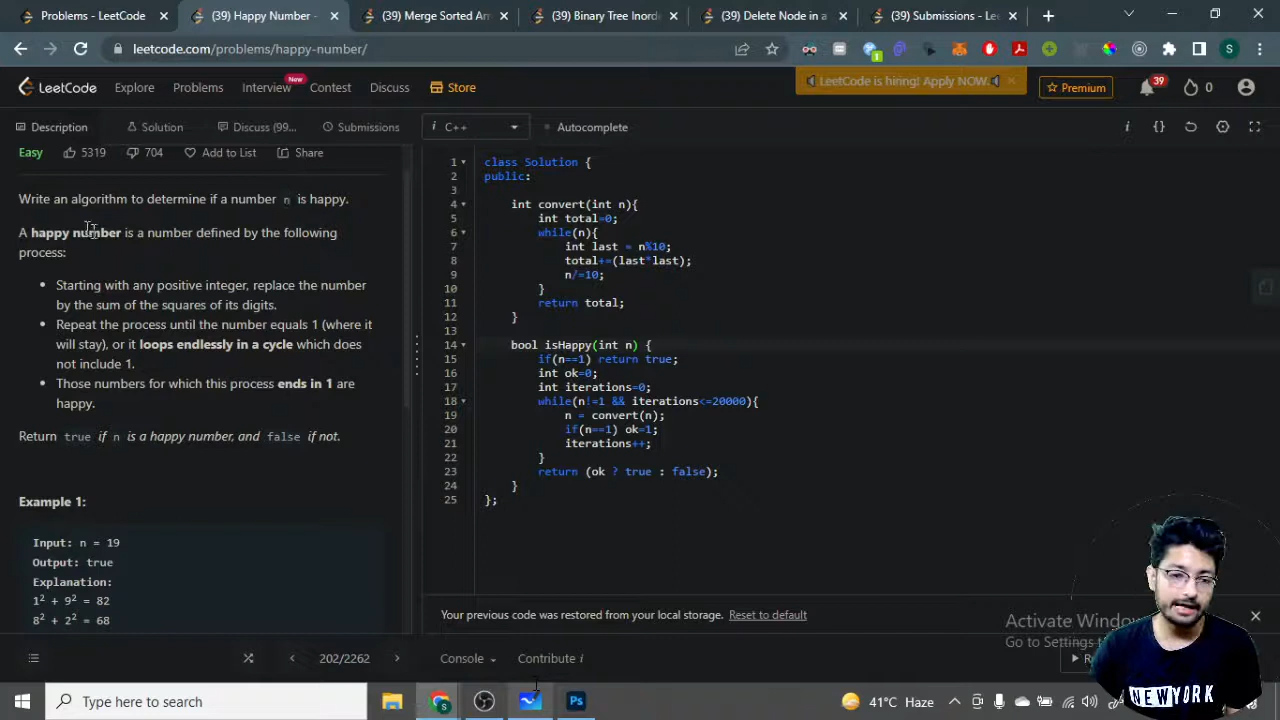 Problems - LeetCode
(39) Happy Number -
(39) Merge Sorted Ar
(39) Binary Tree Inord
(39) Delete Node in a
(39) Submissions - Le
leetcode.com/problems/happy-number/
LeetCode
Explore
Problems
Interview
New
Contest
Discuss
Store
LeetCode is hiring! Apply NOW.
Premium
39
0
Description
Solution
Discuss (99...
Submissions
i C++
Autocomplete
Easy
5319
704
Add to List
Share
Write an algorithm to determine if a number n is happy.
A happy number is a number defined by the following
process:
• Starting with any positive integer, replace the number
by the sum of the squares of its digits.
• Repeat the process until the number equals 1 (where it
will stay), or it loops endlessly in a cycle which does
not include 1.
• Those numbers for which this process ends in 1 are
happy.
Return true if n is a happy number, and false if not.
Example 1:
Input: n = 19
Output: true
Explanation:
1² + 9² = 82
8² + 2² = 68
1 class Solution {
2 public:
3
4 int convert(int n){
5 int total=0;
6 while(n){
7 int last = n%10;
8 total+=(last*last);
9 n/=10;
10 }
11 return total;
12 }
13
14 bool isHappy(int n) {
15 if(n==1) return true;
16 int ok=0;
17 int iterations=0;
18 while(n!=1 && iterations<=20000){
19 n = convert(n);
20 if(n==1) ok=1;
21 iterations++;
22 }
23 return (ok ? true : false);
24 }
25 };
Your previous code was restored from your local storage. Reset to default
Activate Window
Go to Settings
202/2262
Console
Contribute i
NEWYORK
Type here to search
Ps
41°C Haze